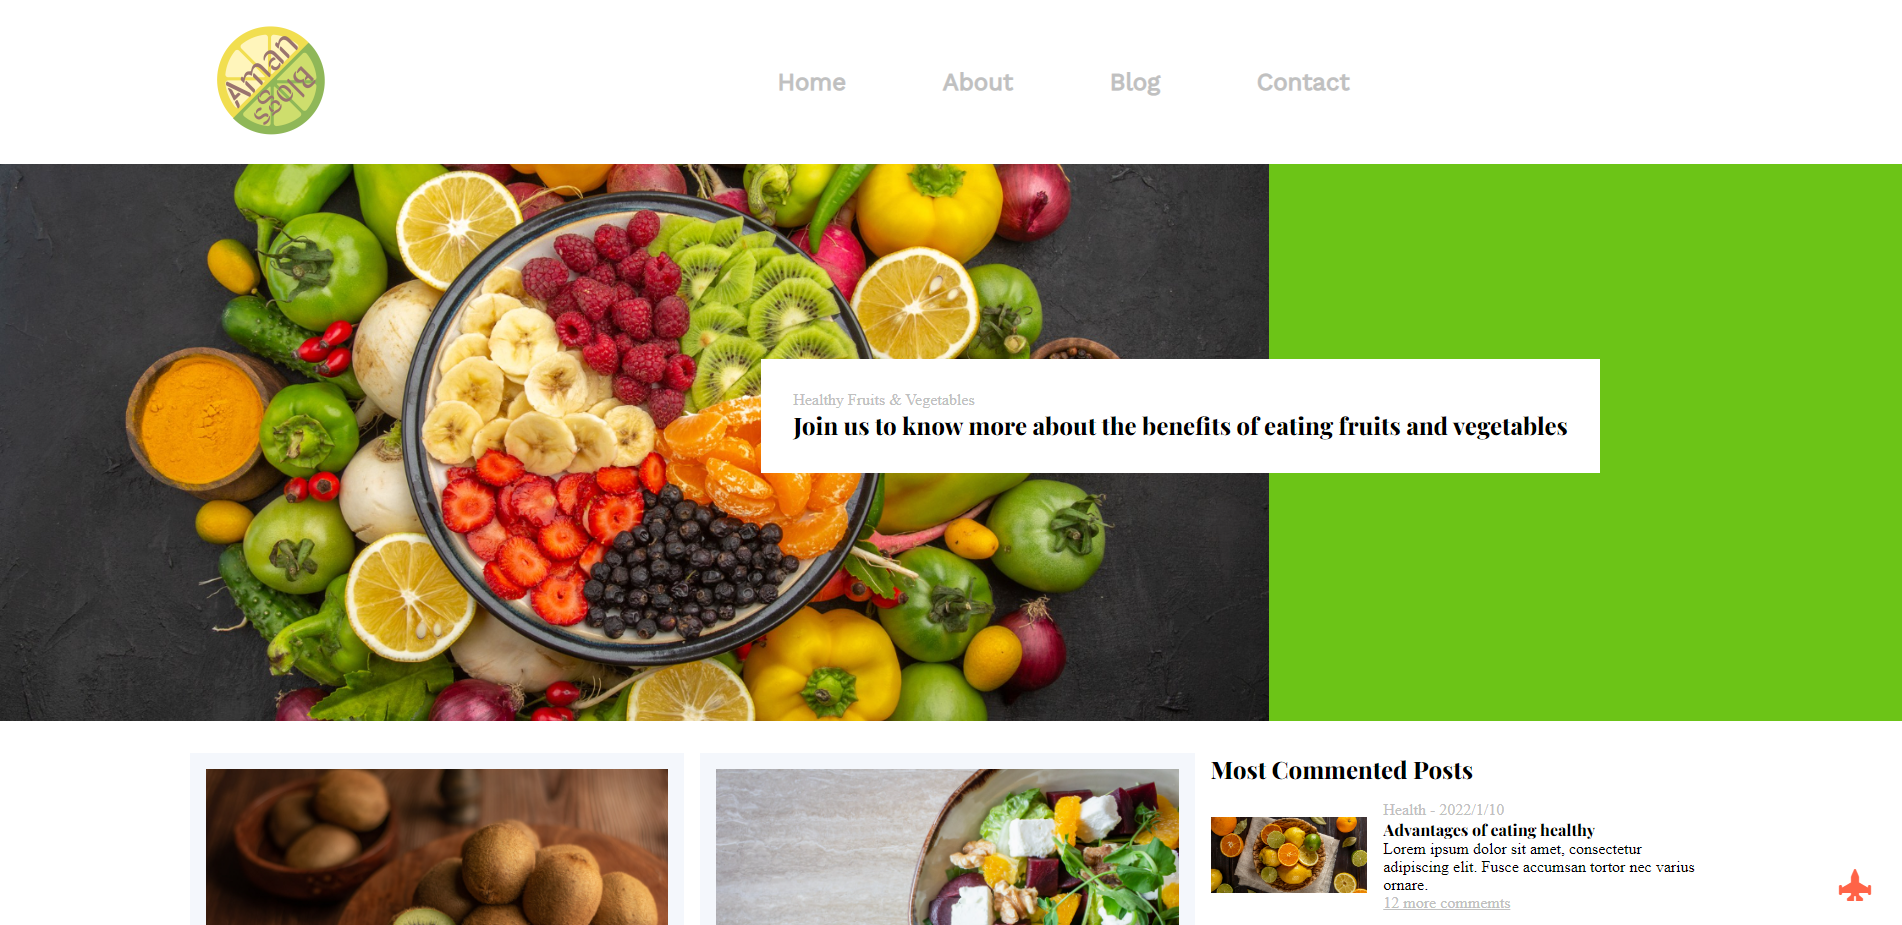 Aman
Blogs
Home
About
Blog
Contact
Healthy Fruits & Vegetables
Join us to know more about the benefits of eating fruits and vegetables
Most Commented Posts
Health - 2022/1/10
Advantages of eating healthy
Lorem ipsum dolor sit amet, consectetur
adipiscing elit. Fusce accumsan tortor nec varius
ornare.
12 more commemts